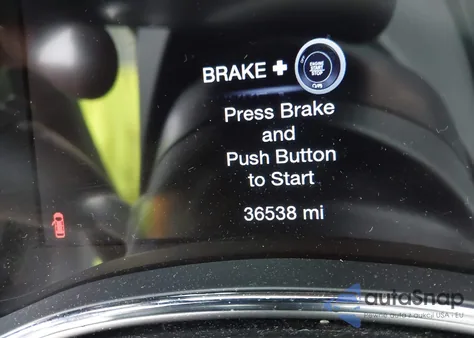 BRAKE + ENGINE START STOP
Press Brake
and
Push Button
to Start
36538 mi
autoSnap